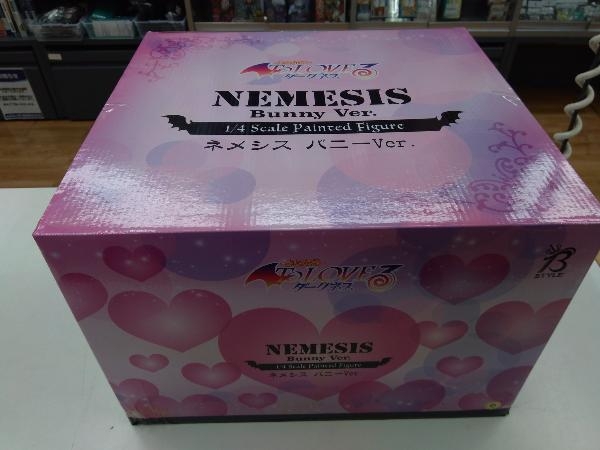 To LOVEる
ダークネス
NEMESIS
Bunny Ver.
1/4 Scale Painted Figure
ネメシス バニーVer.
To LOVEる
ダークネス
B
STYLE
NEMESIS
Bunny Ver.
1/4 Scale Painted Figure
ネメシス バニーVer.